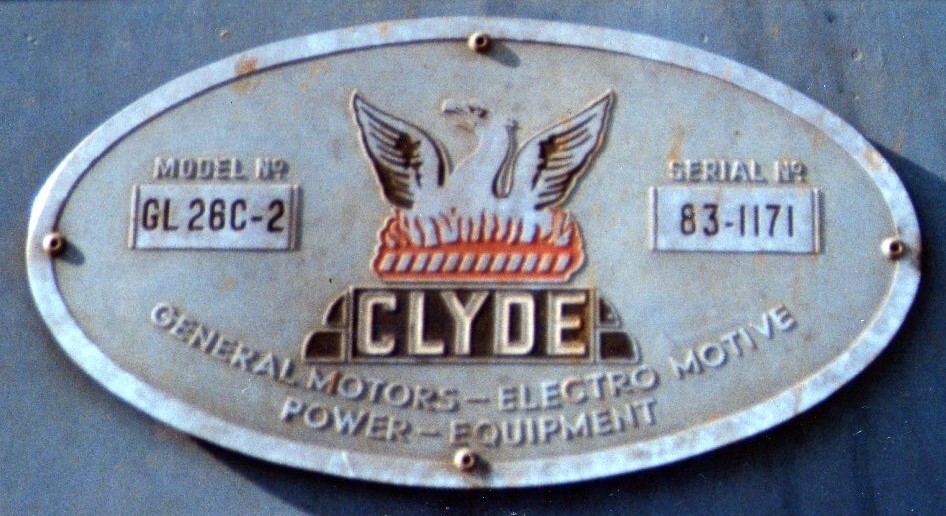 MODEL Nº
GL 26C-2
SERIAL Nº
83-1171
CLYDE
GENERAL MOTORS - ELECTRO MOTIVE
POWER - EQUIPMENT